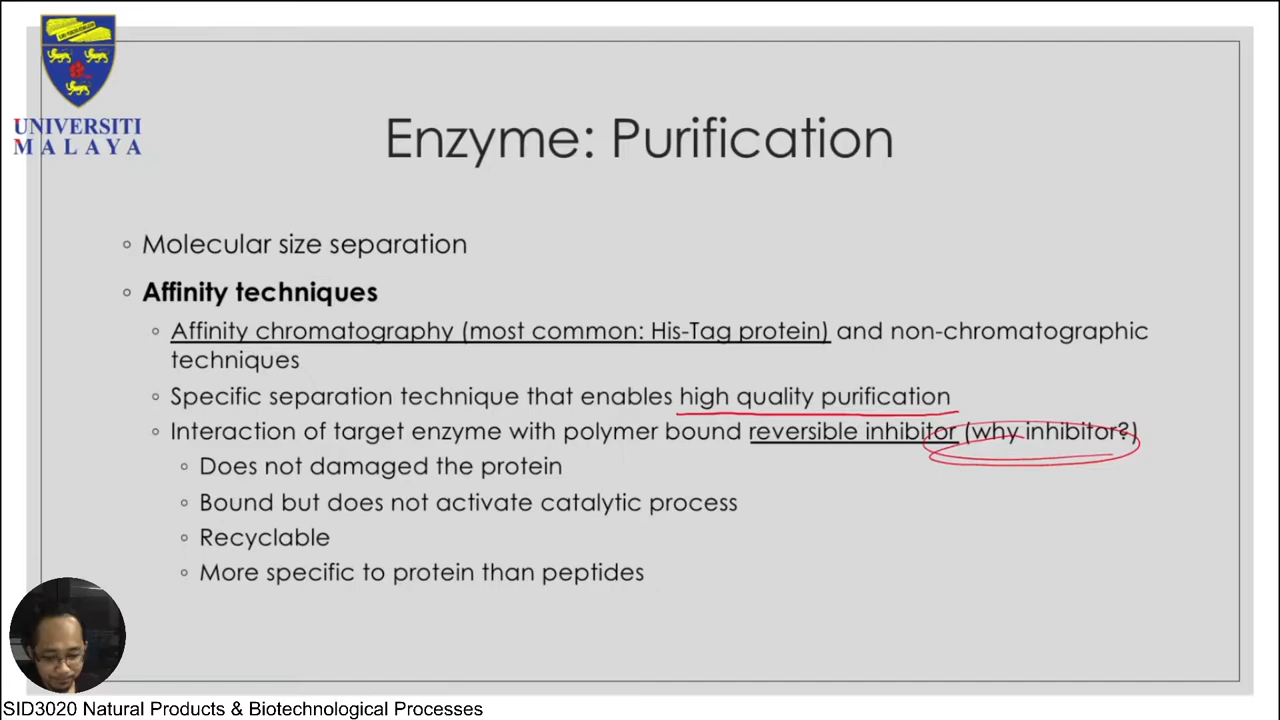 UNIVERSITI
MALAYA
Enzyme: Purification
◦ Molecular size separation
◦ Affinity techniques
◦ Affinity chromatography (most common: His-Tag protein) and non-chromatographic
techniques
◦ Specific separation technique that enables high quality purification
◦ Interaction of target enzyme with polymer bound reversible inhibitor (why inhibitor?)
◦ Does not damaged the protein
◦ Bound but does not activate catalytic process
◦ Recyclable
◦ More specific to protein than peptides
SID3020 Natural Products & Biotechnological Processes